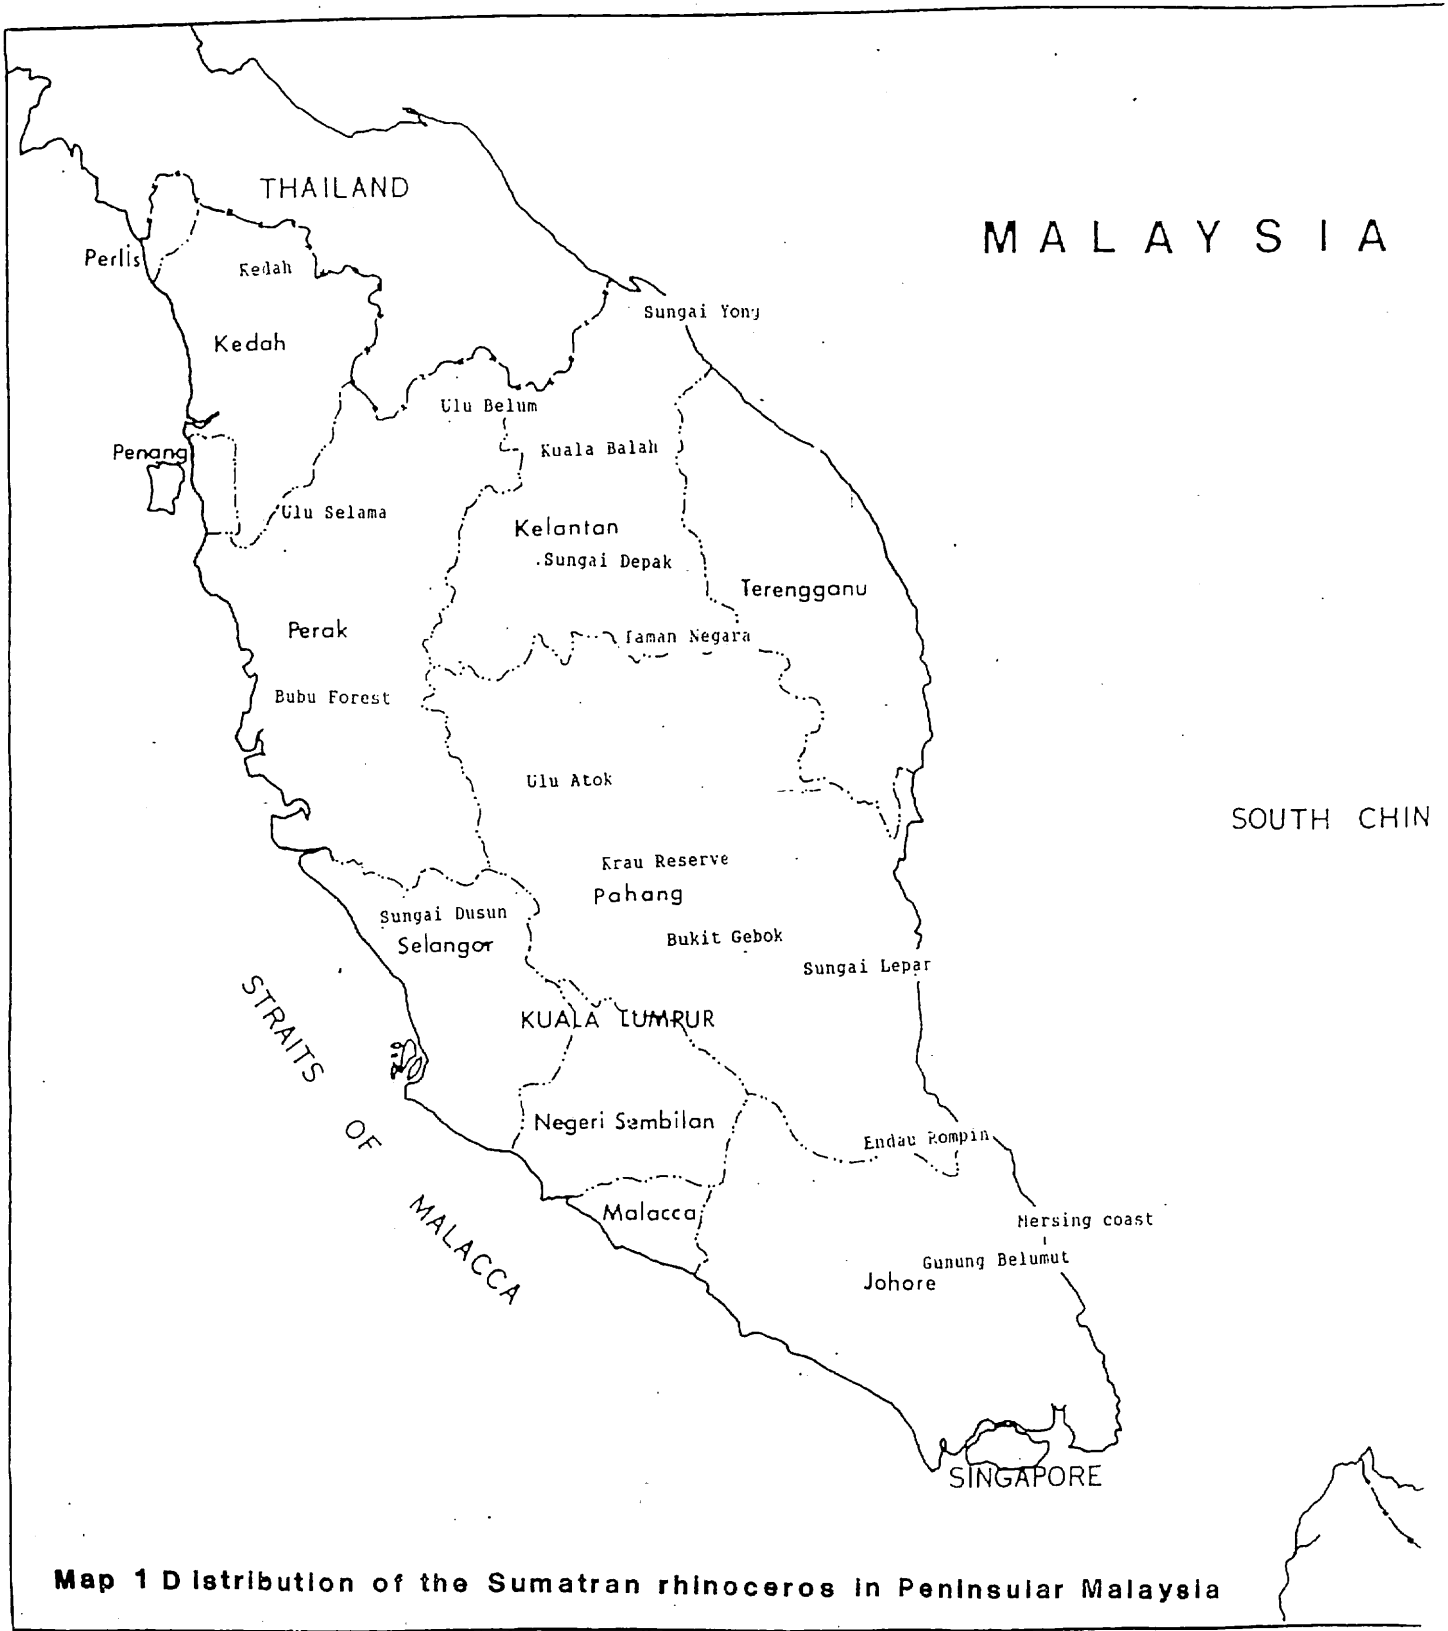 THAILAND
MALAYSIA
Perlis
Kedah
Sungai Yong
Kedah
Ulu Belum
Kuala Balah
Penang
Ulu Selama
Kelantan
.Sungai Depak
Terengganu
Perak
Taman Negara
Bubu Forest
Ulu Atok
SOUTH CHIN
Krau Reserve
Pahang
Sungai Dusun
Selangor
Bukit Gebok
Sungai Lepar
STRAITS OF MALACCA
KUALA LUMPUR
Negeri Sembilan
Endau Rompin
Malacca
Mersing coast
Gunung Belumut
Johore
SINGAPORE
Map 1 Distribution of the Sumatran rhinoceros in Peninsular Malaysia